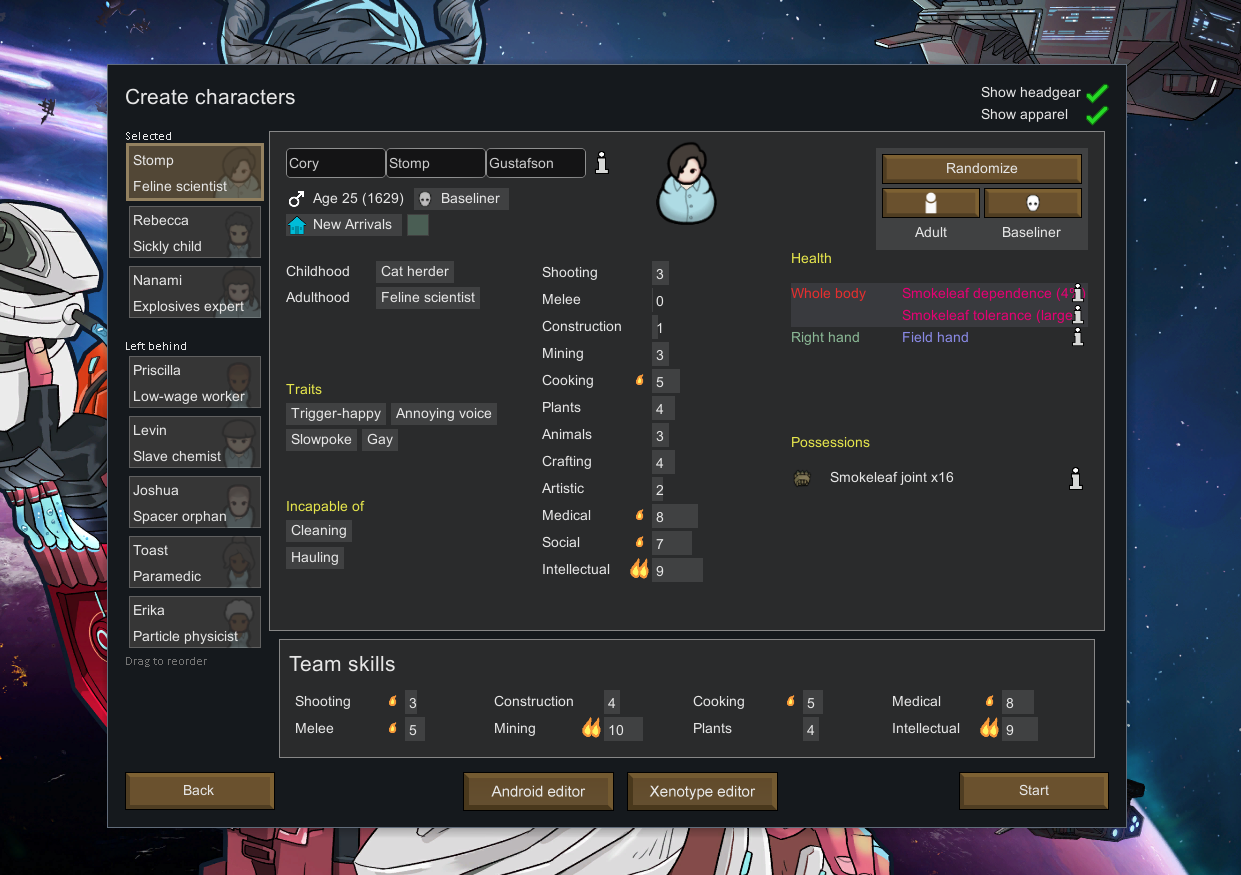 Create characters
Show headgear
Show apparel
Selected
Stomp
Feline scientist
Rebecca
Sickly child
Nanami
Explosives expert
Left behind
Priscilla
Low-wage worker
Levin
Slave chemist
Joshua
Spacer orphan
Toast
Paramedic
Erika
Particle physicist
Drag to reorder
Cory Stomp Gustafson
Age 25 (1629) Baseliner
New Arrivals
Childhood Cat herder
Adulthood Feline scientist
Traits
Trigger-happy Annoying voice
Slowpoke Gay
Incapable of
Cleaning
Hauling
Shooting 3
Melee 0
Construction 1
Mining 3
Cooking 5
Plants 4
Animals 3
Crafting 4
Artistic 2
Medical 8
Social 7
Intellectual 9
Randomize
Adult Baseliner
Health
Whole body Smokeleaf dependence
Smokeleaf tolerance (large
Right hand Field hand
Possessions
Smokeleaf joint x16
Team skills
Shooting 3 Construction 4 Cooking 5 Medical 8
Melee 5 Mining 10 Plants 4 Intellectual 9
Back Android editor Xenotype editor Start